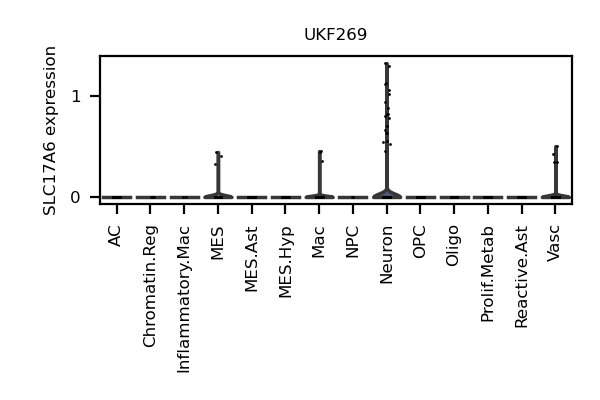 UKF269
SLC17A6 expression
1
0
AC
Chromatin.Reg
Inflammatory.Mac
MES
MES.Ast
MES.Hyp
Mac
NPC
Neuron
OPC
Oligo
Prolif.Metab
Reactive.Ast
Vasc